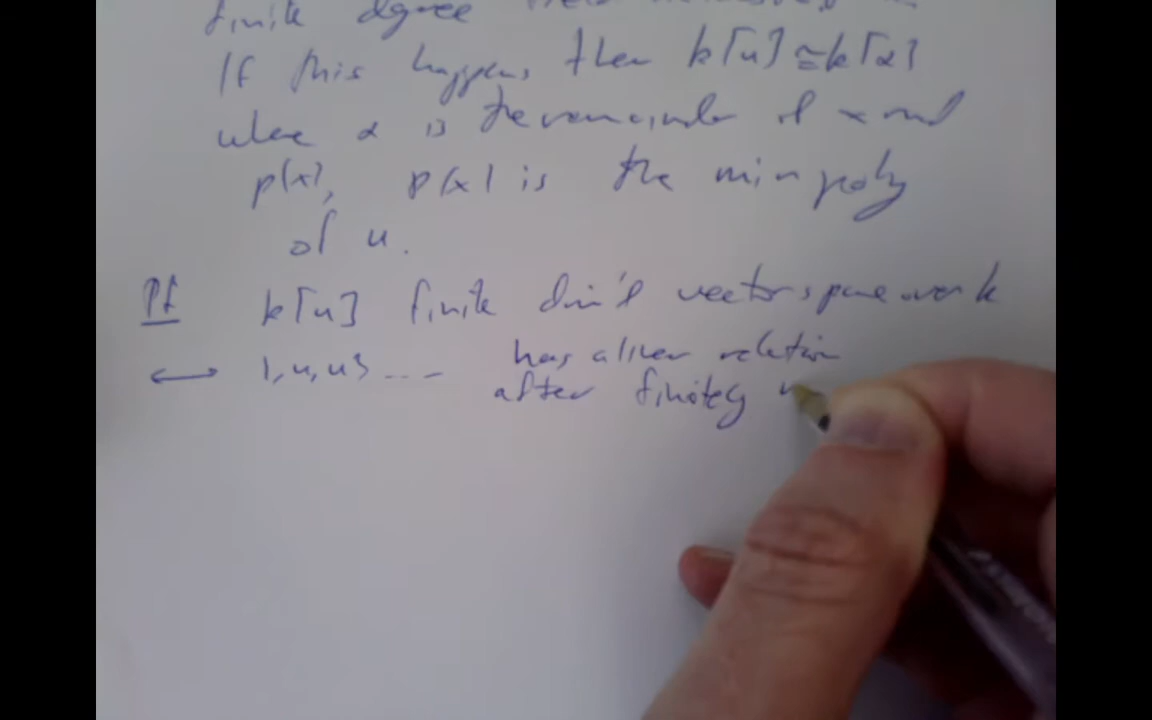 finite degree
If this happens then k[u] ≅ k[α]
where α is the remainder of x mod
p(x), p(x) is the min poly
of u.
Pf k[u] finite dim'l vector space over k
⟷ 1, u, u³ ... has a linear relation
after finitely